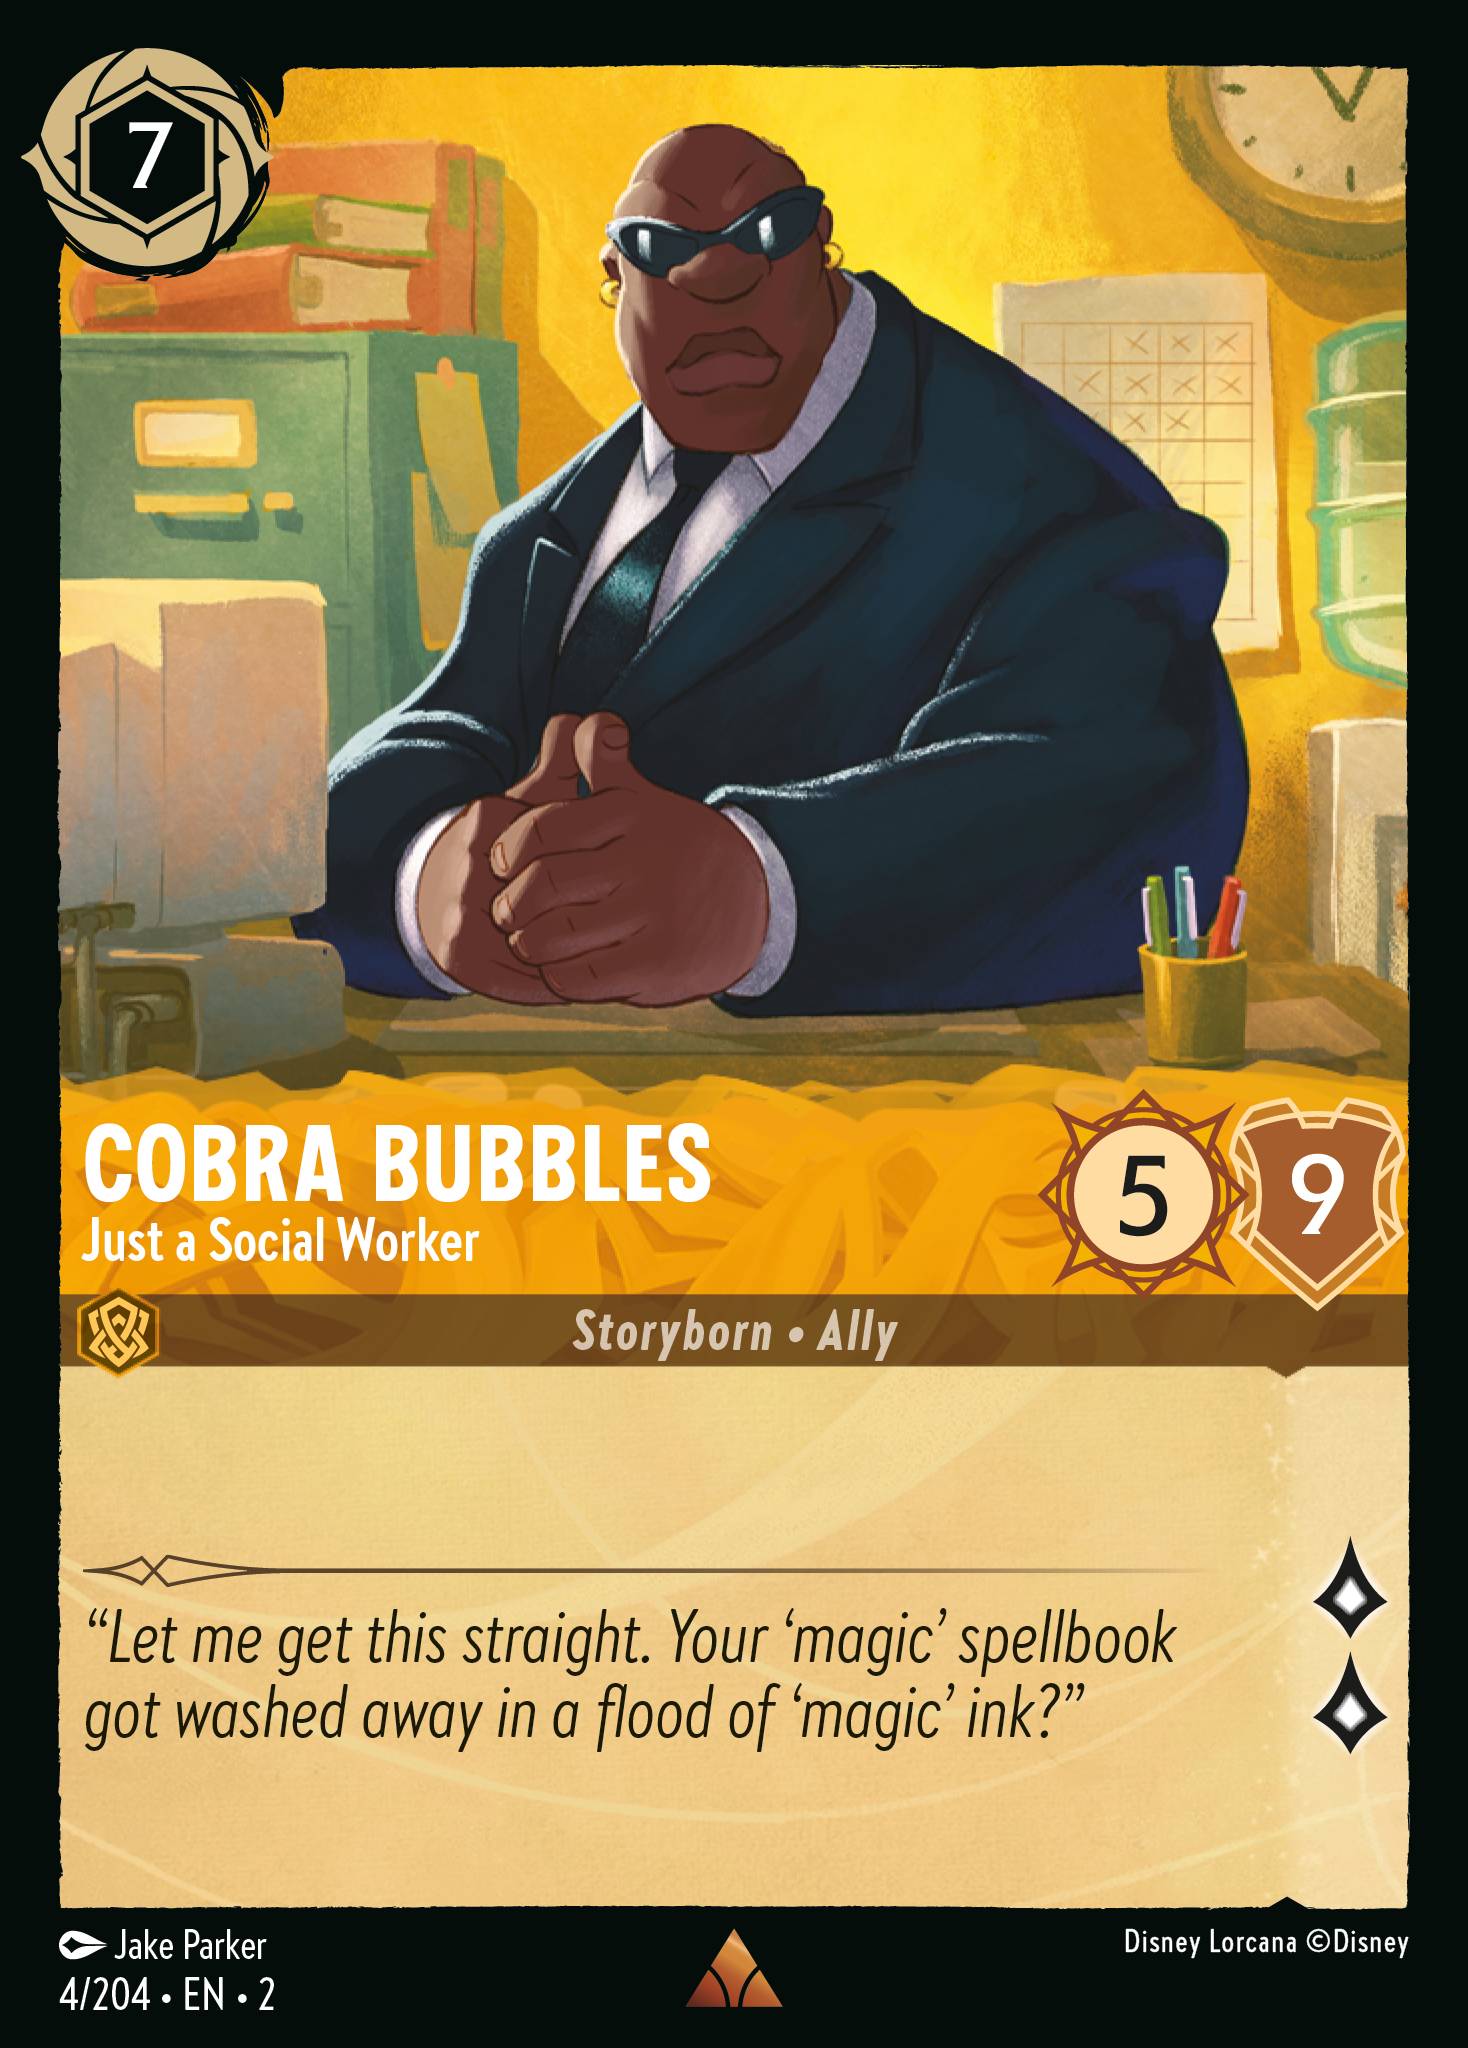 7
COBRA BUBBLES
Just a Social Worker
5
9
Storyborn • Ally
“Let me get this straight. Your ‘magic’ spellbook
got washed away in a flood of ‘magic’ ink?”
Jake Parker
4/204 • EN • 2
Disney Lorcana ©Disney